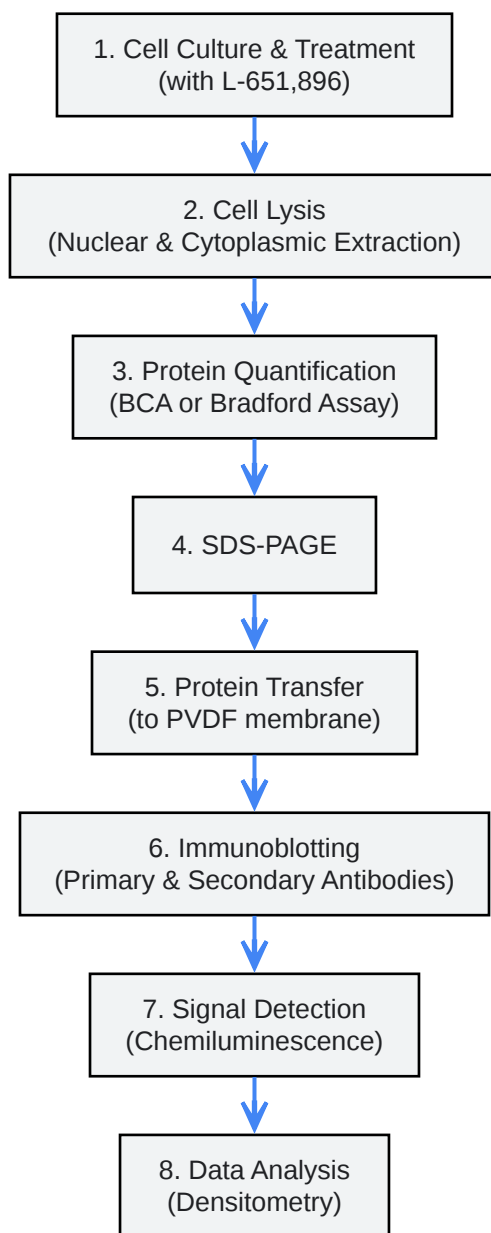 1. Cell Culture & Treatment
(with L-651,896)
2. Cell Lysis
(Nuclear & Cytoplasmic Extraction)
3. Protein Quantification
(BCA or Bradford Assay)
4. SDS-PAGE
5. Protein Transfer
(to PVDF membrane)
6. Immunoblotting
(Primary & Secondary Antibodies)
7. Signal Detection
(Chemiluminescence)
8. Data Analysis
(Densitometry)